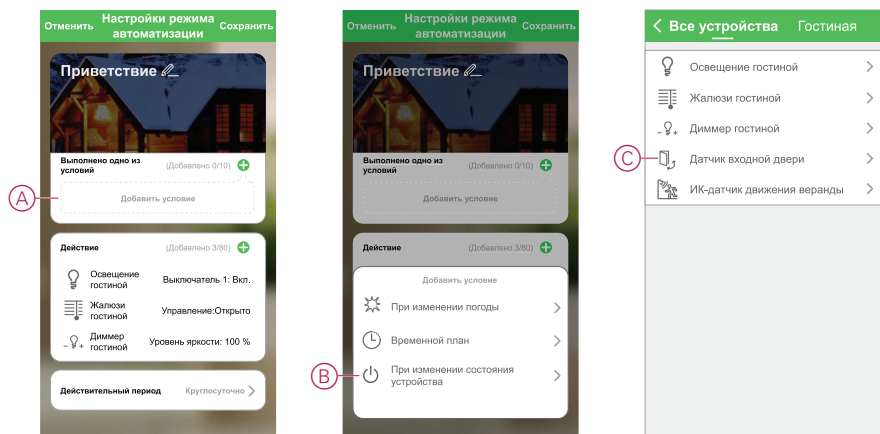 Отменить
Настройки режима
автоматизации
Сохранить
Приветствие
Выполнено одно из
условий
(Добавлено 0/10)
A
Добавить условие
Действие
(Добавлено 3/80)
Освещение
гостиной
Выключатель 1: Вкл.
Жалюзи
гостиной
Управление:Открыто
Диммер
гостиной
Уровень яркости: 100 %
Действительный период
Круглосуточно
Отменить
Настройки режима
автоматизации
Сохранить
Приветствие
Выполнено одно из
условий
(Добавлено 0/10)
Добавить условие
Действие
(Добавлено 3/80)
Добавить условие
При изменении погоды
Временной план
B
При изменении состояния
устройства
Все устройства
Гостиная
Освещение гостиной
Жалюзи гостиной
Диммер гостиной
C
Датчик входной двери
ИК-датчик движения веранды